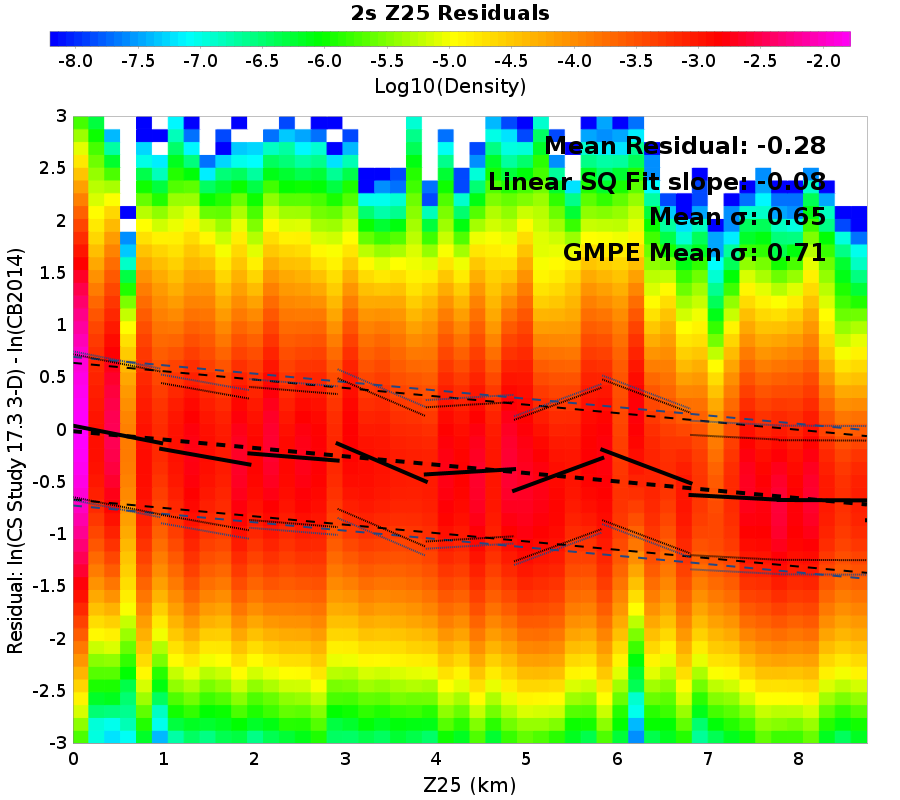 2s Z25 Residuals
-8.0 -7.5 -7.0 -6.5 -6.0 -5.5 -5.0 -4.5 -4.0 -3.5 -3.0 -2.5 -2.0
Log10(Density)
Mean Residual: -0.28
Linear SQ Fit slope: -0.08
Mean σ: 0.65
GMPE Mean σ: 0.71
Residual: ln(CS Study 17.3 3-D) - ln(CB2014)
3
2.5
2
1.5
1
0.5
0
-0.5
-1
-1.5
-2
-2.5
-3
0 1 2 3 4 5 6 7 8
Z25 (km)